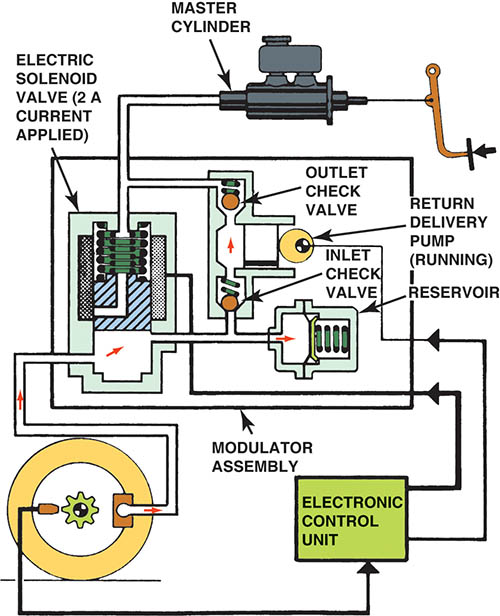 MASTER
CYLINDER
ELECTRIC
SOLENOID
VALVE (2 A
CURRENT
APPLIED)
OUTLET
CHECK
VALVE
RETURN
DELIVERY
PUMP
(RUNNING)
INLET
CHECK
VALVE
RESERVOIR
MODULATOR
ASSEMBLY
ELECTRONIC
CONTROL
UNIT